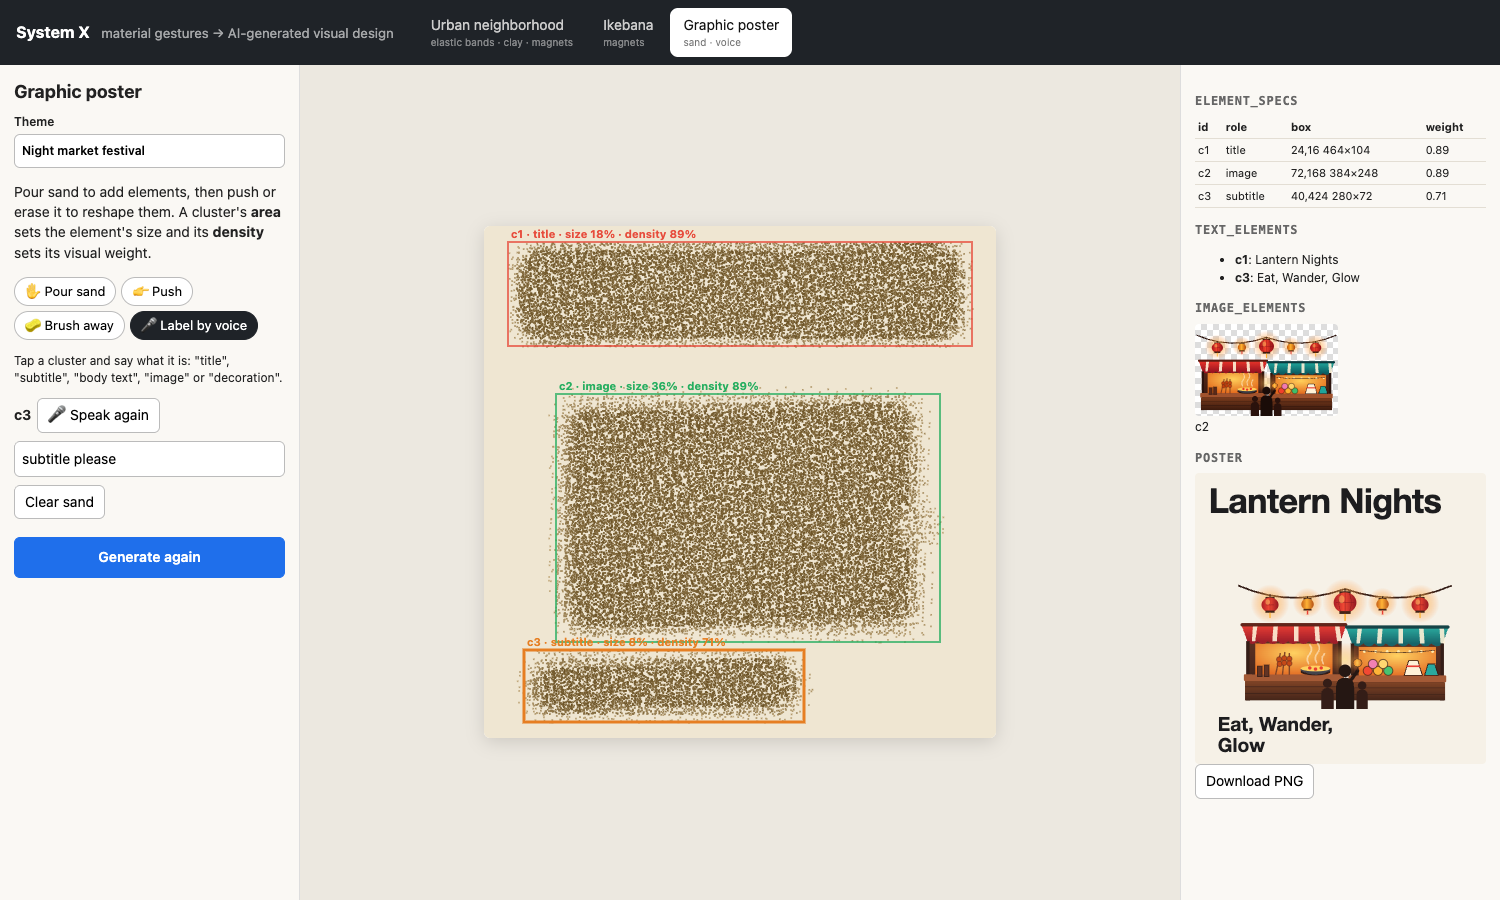 System X
material gestures → AI-generated visual design
Urban neighborhood
elastic bands · clay · magnets
Ikebana
magnets
Graphic poster
sand · voice
Graphic poster
Theme
Night market festival
Pour sand to add elements, then push or
erase it to reshape them. A cluster's area
sets the element's size and its density
sets its visual weight.
Pour sand
Push
Brush away
Label by voice
Tap a cluster and say what it is: "title",
"subtitle", "body text", "image" or "decoration".
c3
Speak again
subtitle please
Clear sand
Generate again
c1 · title · size 18% · density 89%
c2 · image · size 36% · density 89%
c3 · subtitle · size 8% · density 71%
ELEMENT_SPECS
id role box weight
c1 title 24,16 464×104 0.89
c2 image 72,168 384×248 0.89
c3 subtitle 40,424 280×72 0.71
TEXT_ELEMENTS
• c1: Lantern Nights
• c3: Eat, Wander, Glow
IMAGE_ELEMENTS
c2
POSTER
Lantern Nights
Eat, Wander,
Glow
Download PNG